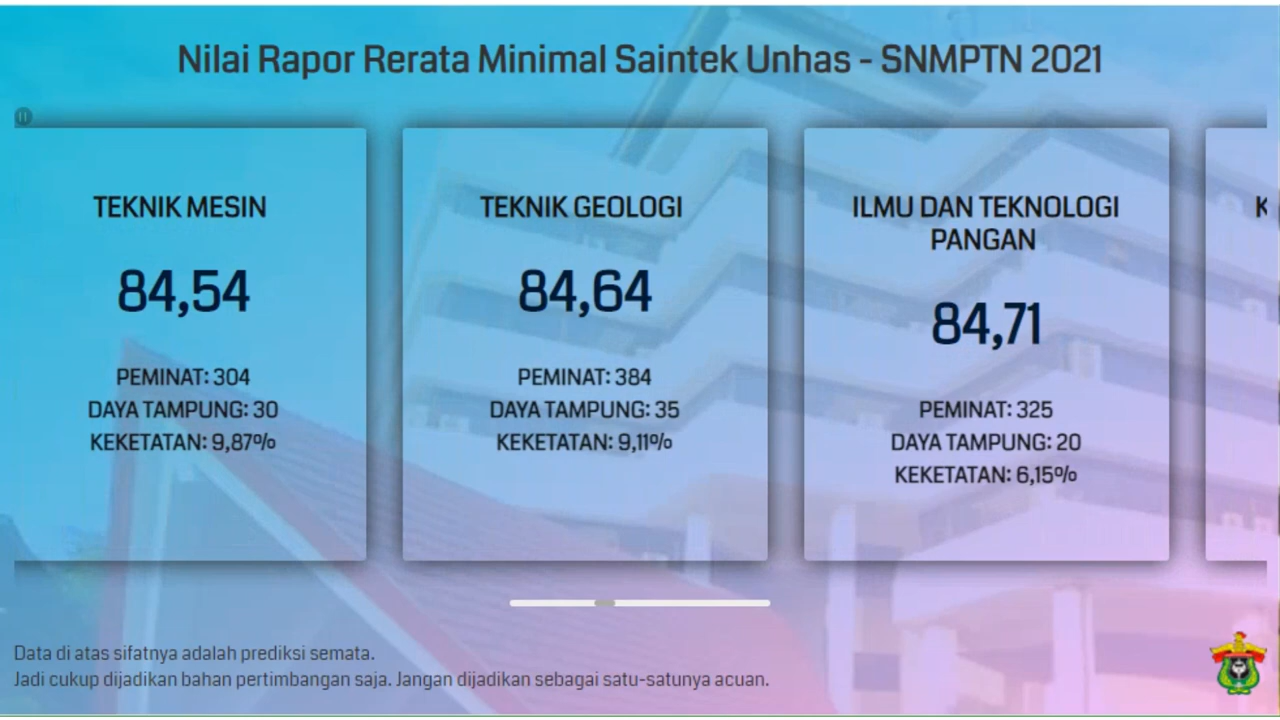 Nilai Rapor Rerata Minimal Saintek Unhas - SNMPTN 2021
TEKNIK MESIN
84,54
PEMINAT: 304
DAYA TAMPUNG: 30
KEKETATAN: 9,87%
TEKNIK GEOLOGI
84,64
PEMINAT: 384
DAYA TAMPUNG: 35
KEKETATAN: 9,11%
ILMU DAN TEKNOLOGI
PANGAN
84,71
PEMINAT: 325
DAYA TAMPUNG: 20
KEKETATAN: 6,15%
K
Data di atas sifatnya adalah prediksi semata.
Jadi cukup dijadikan bahan pertimbangan saja. Jangan dijadikan sebagai satu-satunya acuan.